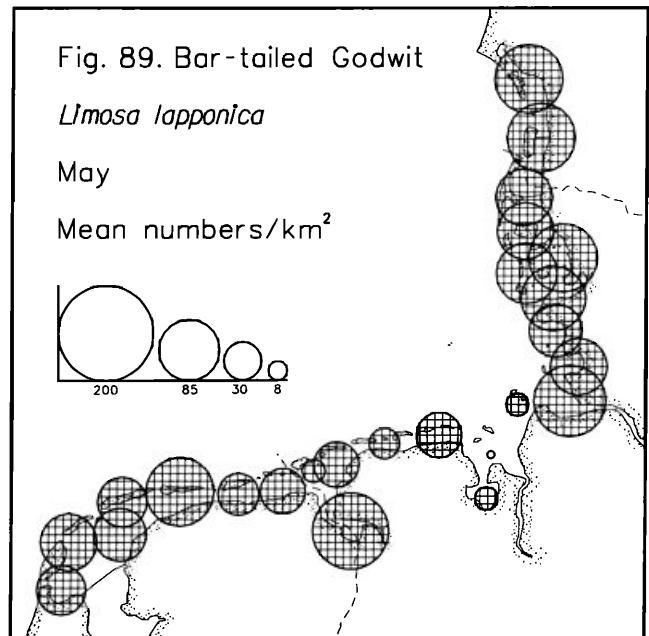 Fig. 89. Bar-tailed Godwit
Limosa lapponica
May
Mean numbers/km²
200 85 30 8